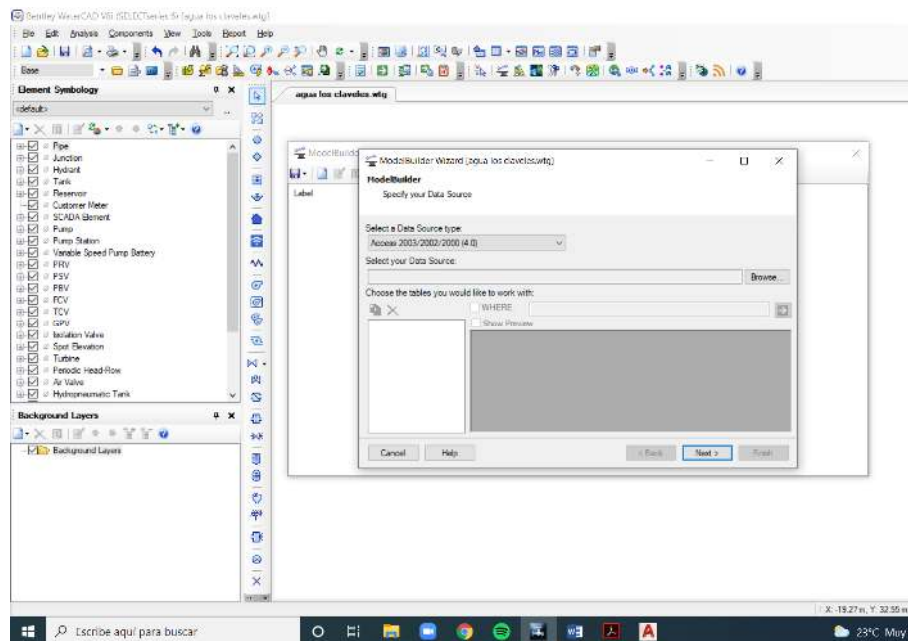 Bentley WaterCAD V8i (SELECTseries 6) [agua los claveles.wtg]
File Edit Analysis Components View Tools Report Help
Base
Element Symbology
<default>
Pipe
Junction
Hydrant
Tank
Reservoir
Customer Meter
SCADA Element
Pump
Pump Station
Variable Speed Pump Battery
PRV
PSV
PBV
FCV
TCV
GPV
Isolation Valve
Spot Elevation
Turbine
Periodic Head-Flow
Air Valve
Hydropneumatic Tank
Background Layers
Background Layers
agua los claveles.wtg
ModelBuilder
Label
ModelBuilder Wizard [agua los claveles.wtg]
ModelBuilder
Specify your Data Source
Select a Data Source type:
Access 2003/2002/2000 (4.0)
Select your Data Source:
Browse...
Choose the tables you would like to work with:
WHERE
Show Preview
Cancel Help < Back Next > Finish
X: -19.27 m, Y: 32.55 m
Escribe aquí para buscar
23°C Muy